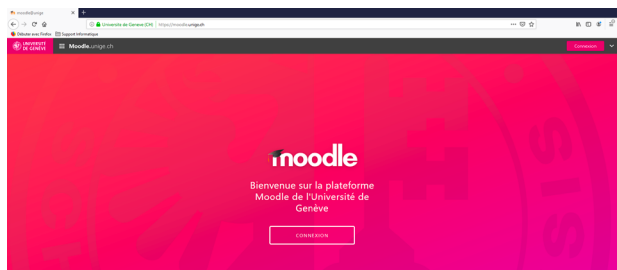 moodle@unige
Université de Geneve (CH) https://moodle.unige.ch
Débuter avec Firefox Support Informatique
UNIVERSITÉ DE GENÈVE Moodle.unige.ch Connexion
moodle
Bienvenue sur la plateforme
Moodle de l'Université de
Genève
CONNEXION